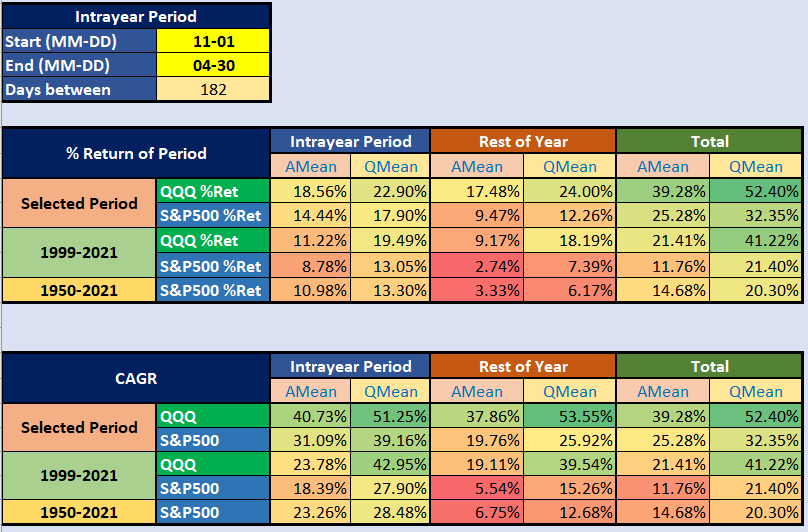 Intrayear Period
Start (MM-DD) 11-01
End (MM-DD) 04-30
Days between 182
% Return of Period Intrayear Period Rest of Year Total
AMean QMean AMean QMean AMean QMean
Selected Period QQQ %Ret 18.56% 22.90% 17.48% 24.00% 39.28% 52.40%
S&P500 %Ret 14.44% 17.90% 9.47% 12.26% 25.28% 32.35%
1999-2021 QQQ %Ret 11.22% 19.49% 9.17% 18.19% 21.41% 41.22%
S&P500 %Ret 8.78% 13.05% 2.74% 7.39% 11.76% 21.40%
1950-2021 S&P500 %Ret 10.98% 13.30% 3.33% 6.17% 14.68% 20.30%
CAGR Intrayear Period Rest of Year Total
AMean QMean AMean QMean AMean QMean
Selected Period QQQ 40.73% 51.25% 37.86% 53.55% 39.28% 52.40%
S&P500 31.09% 39.16% 19.76% 25.92% 25.28% 32.35%
1999-2021 QQQ 23.78% 42.95% 19.11% 39.54% 21.41% 41.22%
S&P500 18.39% 27.90% 5.54% 15.26% 11.76% 21.40%
1950-2021 S&P500 23.26% 28.48% 6.75% 12.68% 14.68% 20.30%